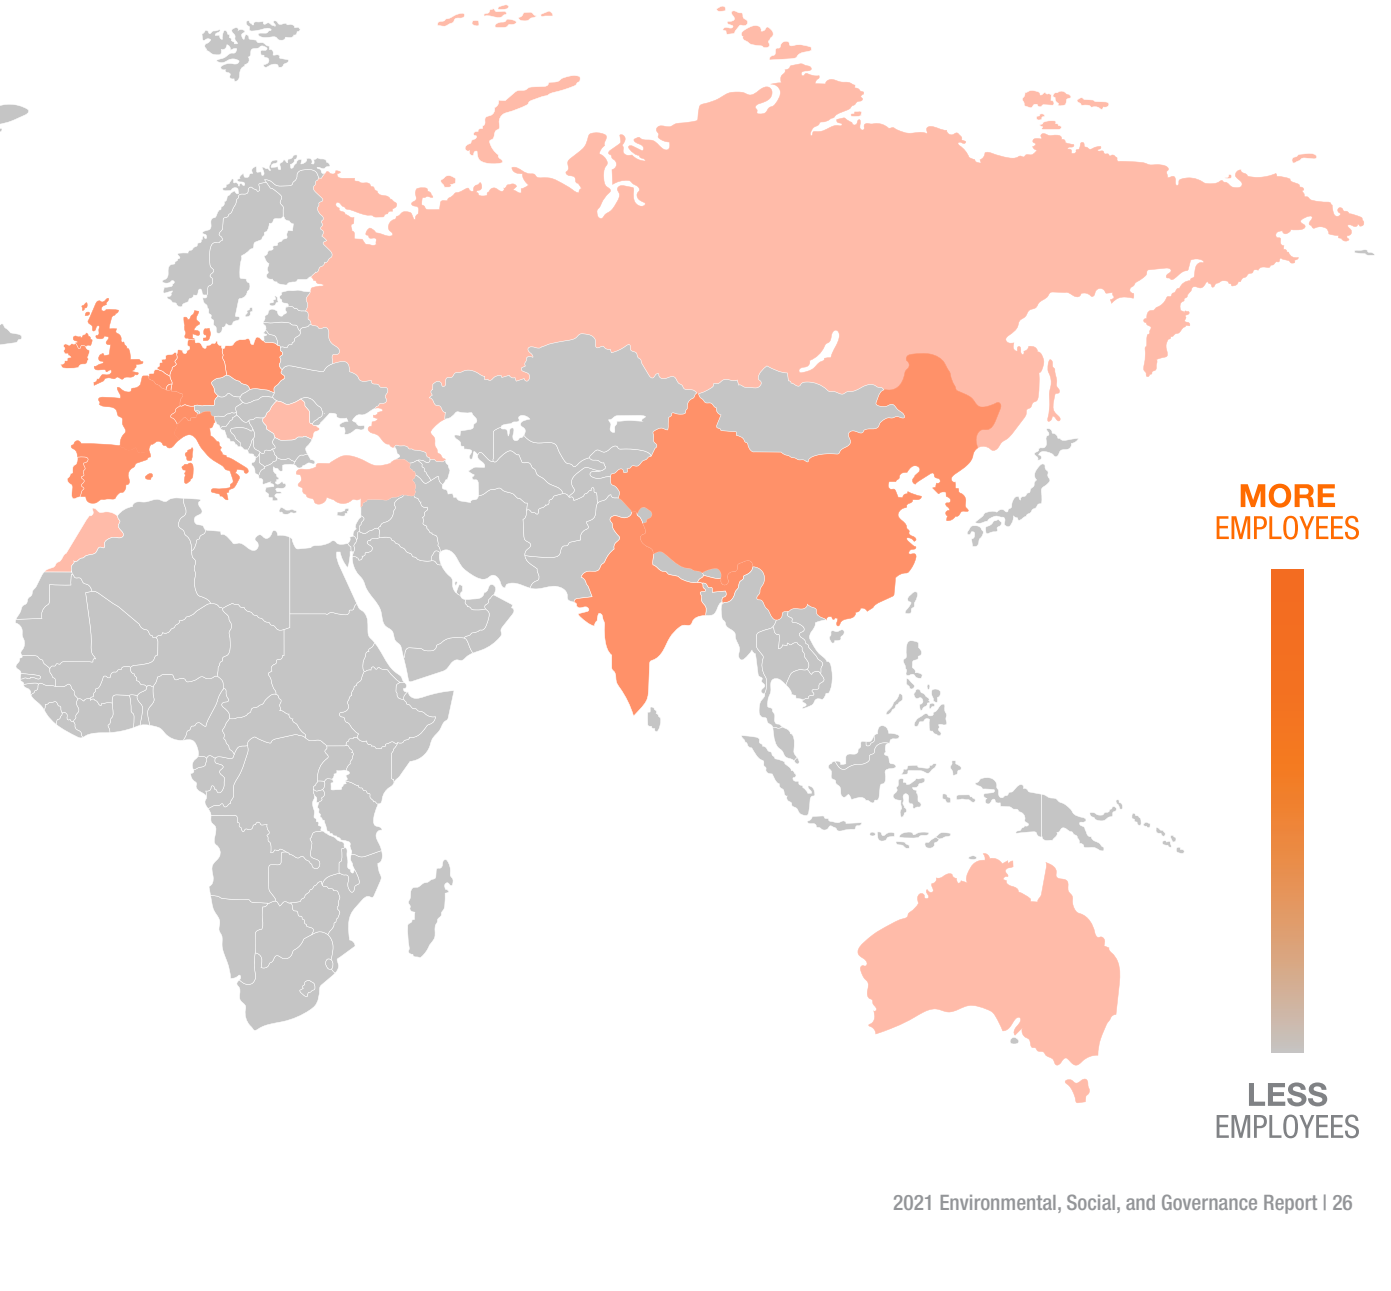 MORE
EMPLOYEES
LESS
EMPLOYEES
2021 Environmental, Social, and Governance Report | 26